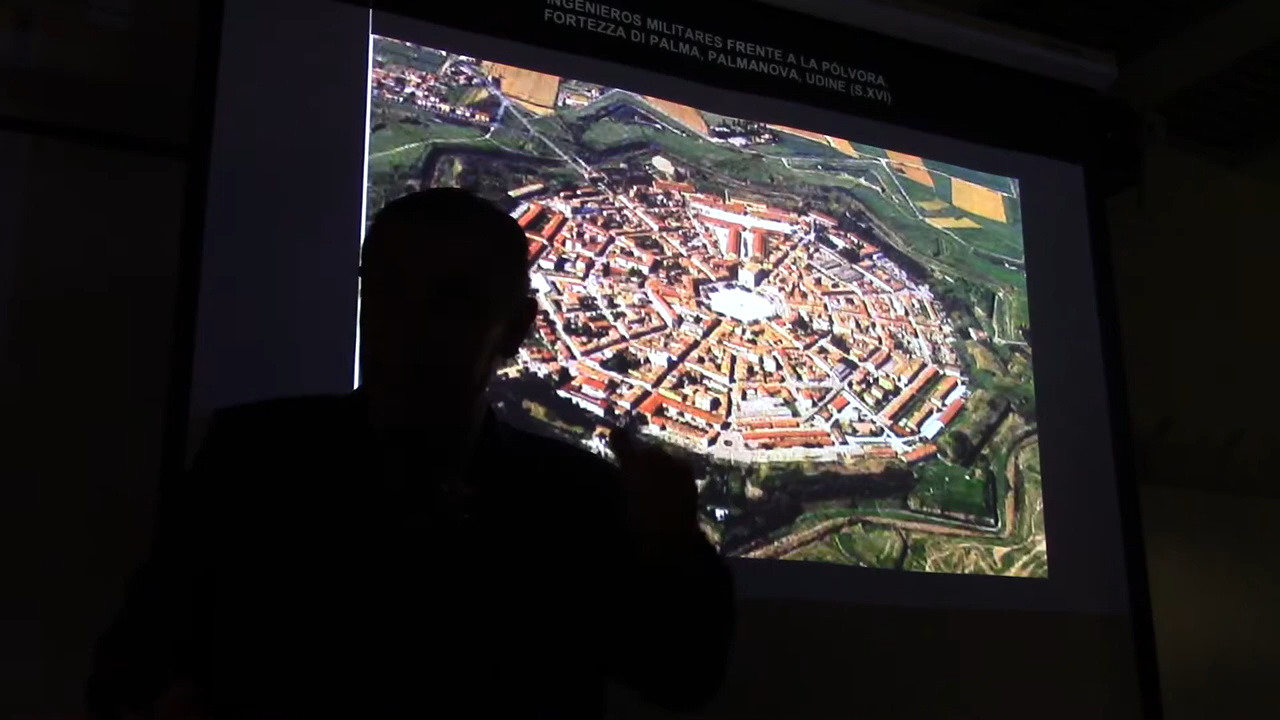 INGENIEROS MILITARES FRENTE A LA PÓLVORA,
FORTEZZA DI PALMA, PALMANOVA, UDINE (S.XVI)